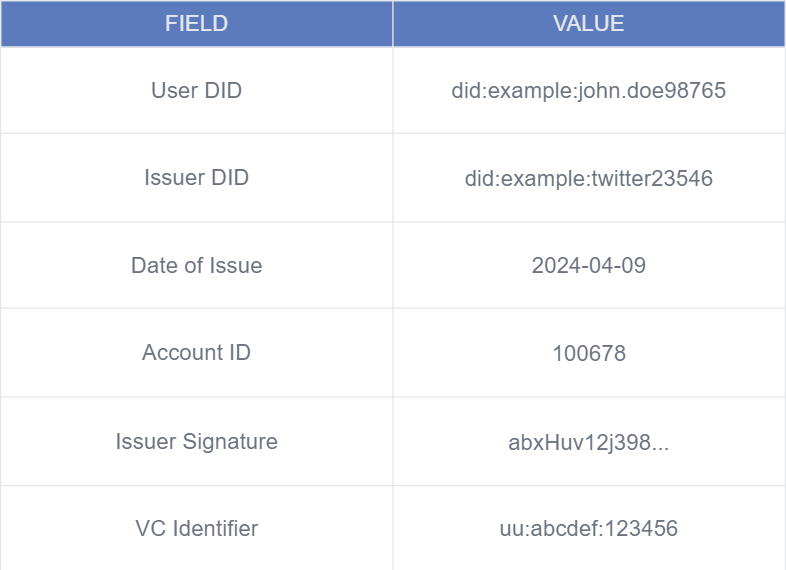 FIELD VALUE
User DID did:example:john.doe98765
Issuer DID did:example:twitter23546
Date of Issue 2024-04-09
Account ID 100678
Issuer Signature abxHuv12j398...
VC Identifier uu:abcdef:123456